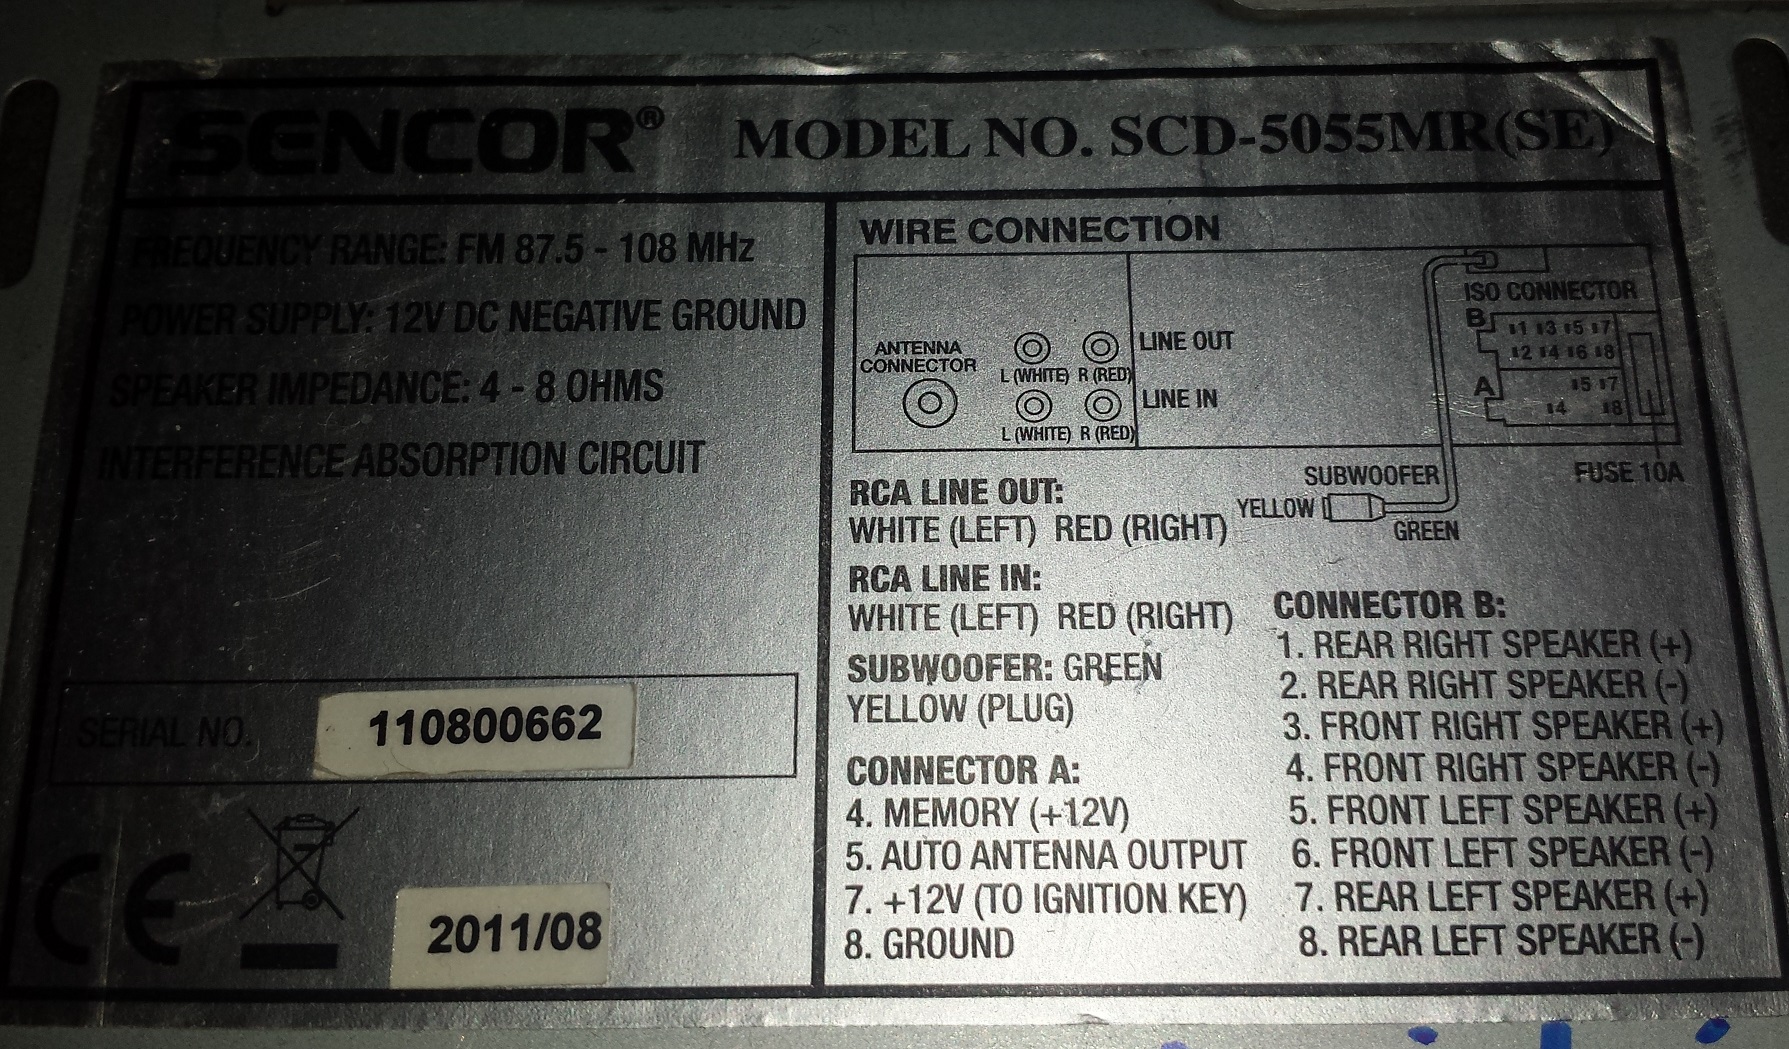 SENCOR® MODEL NO. SCD-5055MR(SE)
FREQUENCY RANGE: FM 87.5 - 108 MHz
POWER SUPPLY: 12V DC NEGATIVE GROUND
SPEAKER IMPEDANCE: 4 - 8 OHMS
INTERFERENCE ABSORPTION CIRCUIT
SERIAL NO. 110800662
CE
2011/08
WIRE CONNECTION
ANTENNA
CONNECTOR
L (WHITE) R (RED)
LINE OUT
L (WHITE) R (RED)
LINE IN
ISO CONNECTOR
B
1 3 5 7
2 4 6 8
A
5 7
4 8
FUSE 10A
SUBWOOFER
YELLOW
GREEN
RCA LINE OUT:
WHITE (LEFT) RED (RIGHT)
RCA LINE IN:
WHITE (LEFT) RED (RIGHT)
SUBWOOFER: GREEN
YELLOW (PLUG)
CONNECTOR A:
4. MEMORY (+12V)
5. AUTO ANTENNA OUTPUT
7. +12V (TO IGNITION KEY)
8. GROUND
CONNECTOR B:
1. REAR RIGHT SPEAKER (+)
2. REAR RIGHT SPEAKER (-)
3. FRONT RIGHT SPEAKER (+)
4. FRONT RIGHT SPEAKER (-)
5. FRONT LEFT SPEAKER (+)
6. FRONT LEFT SPEAKER (-)
7. REAR LEFT SPEAKER (+)
8. REAR LEFT SPEAKER (-)